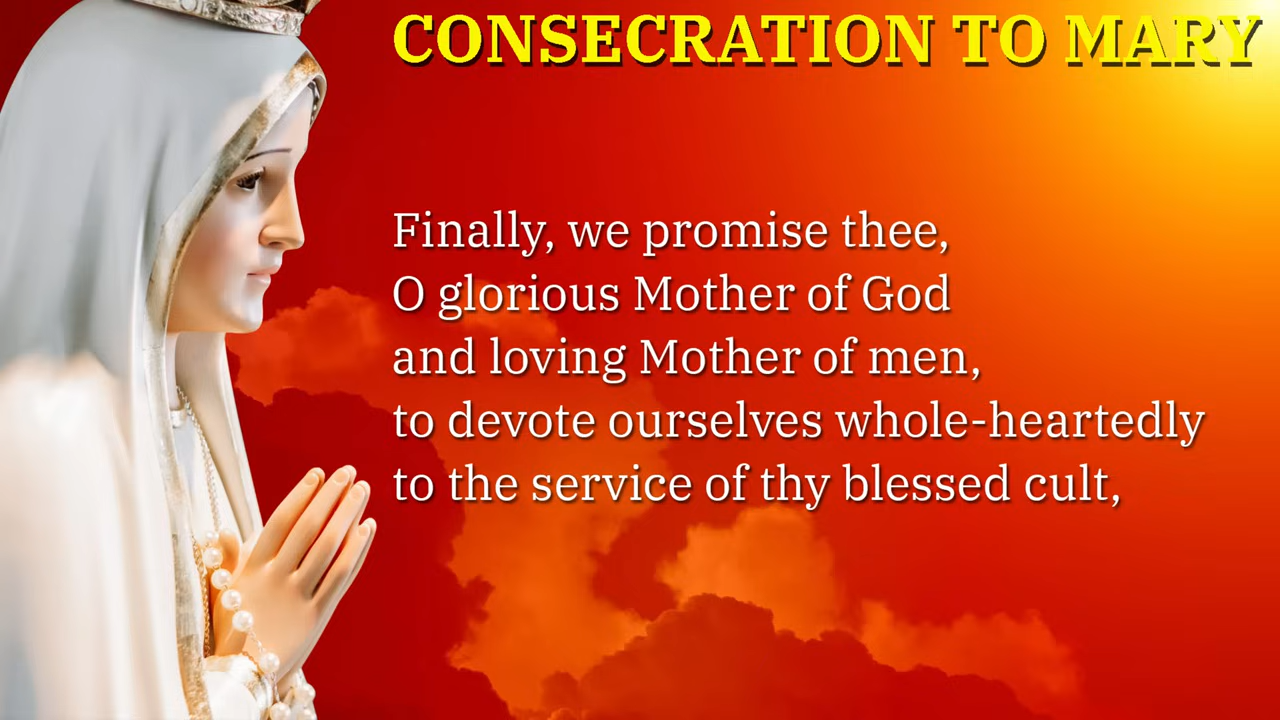 CONSECRATION TO MARY
Finally, we promise thee,
O glorious Mother of God
and loving Mother of men,
to devote ourselves whole-heartedly
to the service of thy blessed cult,